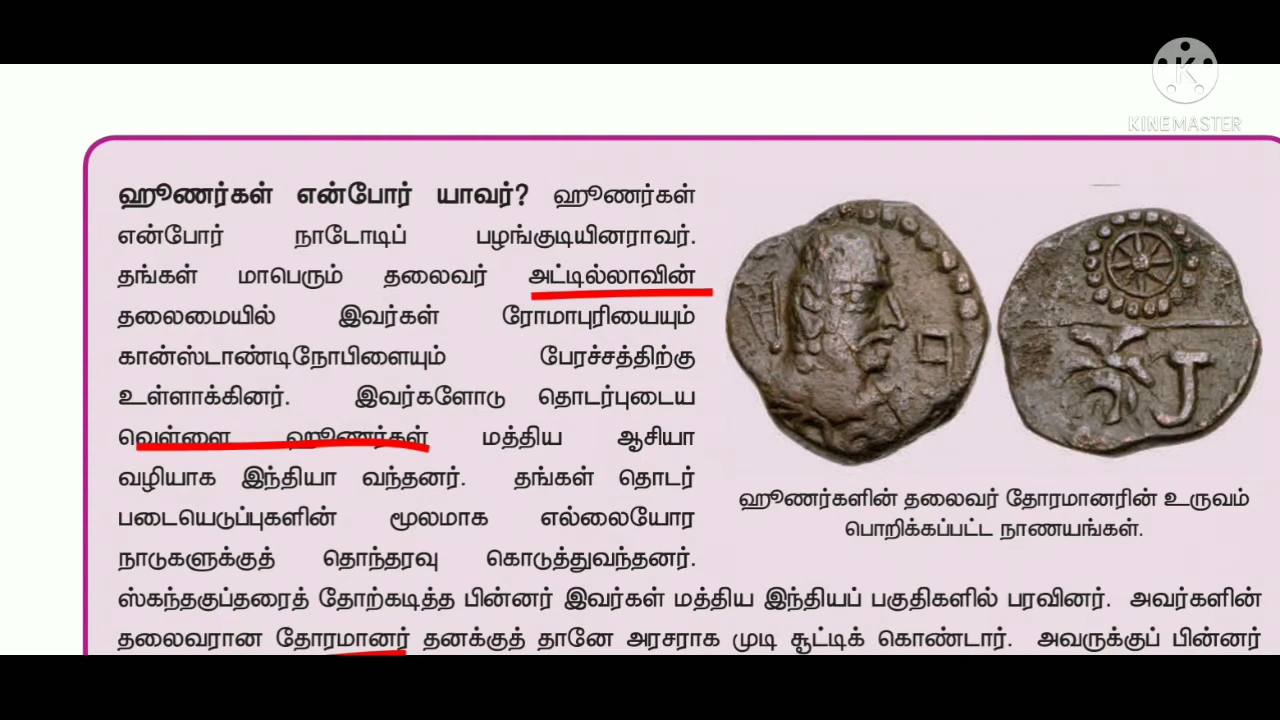 KINEMASTER
ஹூணர்கள் என்போர் யாவர்? ஹூணர்கள்
என்போர் நாடோடிப் பழங்குடியினராவர்.
தங்கள் மாபெரும் தலைவர் அட்டில்லாவின்
தலைமையில் இவர்கள் ரோமாபுரியையும்
கான்ஸ்டாண்டிநோபிளையும் பேரச்சத்திற்கு
உள்ளாக்கினர். இவர்களோடு தொடர்புடைய
வெள்ளை ஹூணர்கள் மத்திய ஆசியா
வழியாக இந்தியா வந்தனர். தங்கள் தொடர்
படையெடுப்புகளின் மூலமாக எல்லையோர
நாடுகளுக்குத் தொந்தரவு கொடுத்துவந்தனர்.
ஸ்கந்தகுப்தரைத் தோற்கடித்த பின்னர் இவர்கள் மத்திய இந்தியப் பகுதிகளில் பரவினர். அவர்களின்
தலைவரான தோரமானர் தனக்குத் தானே அரசராக முடி சூட்டிக் கொண்டார். அவருக்குப் பின்னர்
ஹூணர்களின் தலைவர் தோரமானரின் உருவம்
பொறிக்கப்பட்ட நாணயங்கள்.